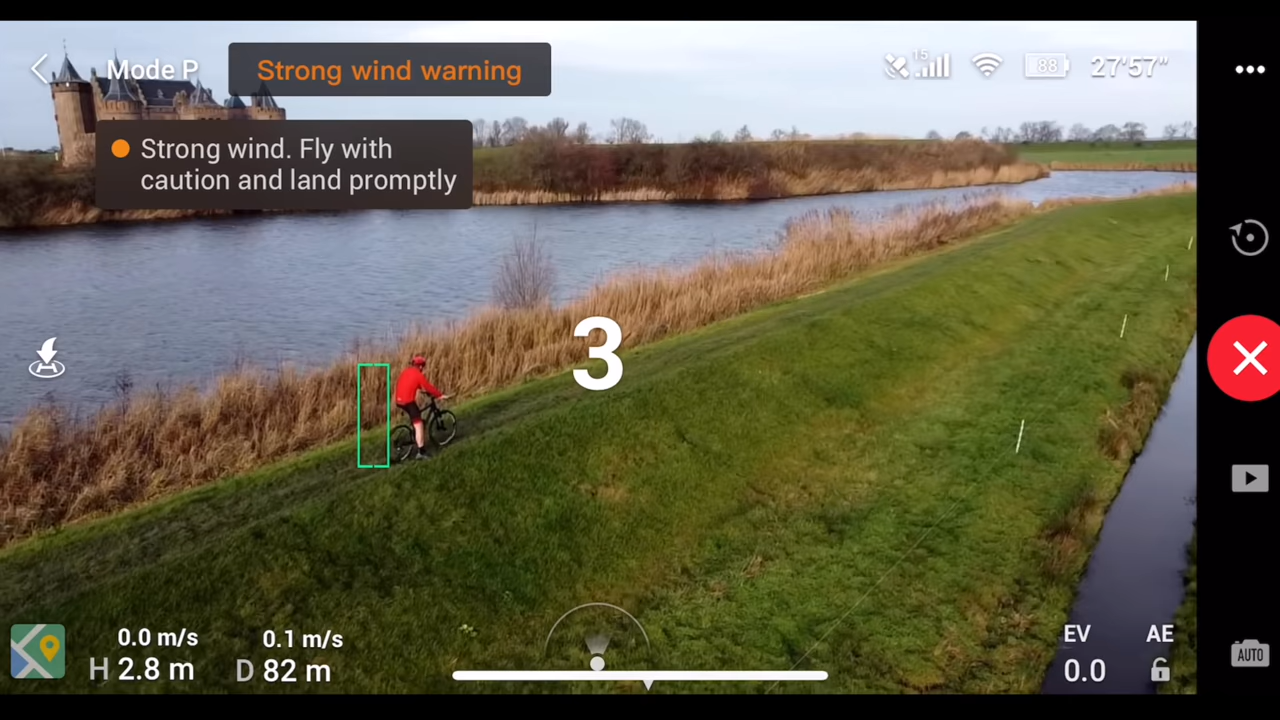 Mode P
Strong wind warning
15
88
27'57"
Strong wind. Fly with
caution and land promptly
3
0.0 m/s
0.1 m/s
H 2.8 m
D 82 m
EV
0.0
AE
AUTO